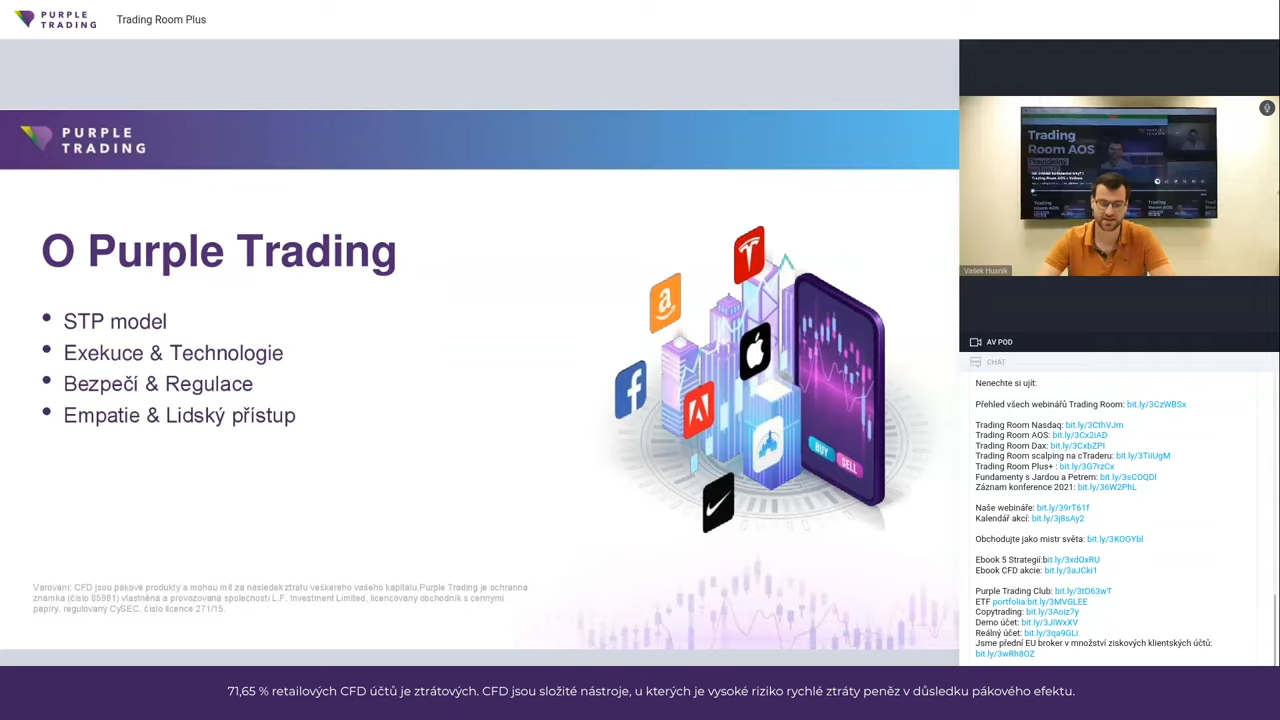 PURPLE
TRADING
Trading Room Plus
PURPLE
TRADING
O Purple Trading
STP model
Exekuce & Technologie
Bezpečí & Regulace
Empatie & Lidský přístup
BUY
SELL
Varování: CFD jsou pákové produkty a mohou mít za následek ztrátu veškerého vašeho kapitálu.Purple Trading je ochranná
známka (číslo 85981) vlastněná a provozovaná společností L.F. Investment Limited, licencovaný obchodník s cennými
papíry, regulovaný CySEC, číslo licence 271/15.
Trading
Room AOS
Trading Room AOS s Vaškem
Trading
Trading
Vašek Husník
AV POD
CHAT
Nenechte si ujít:
Přehled všech webinářů Trading Room: bit.ly/3CzWBSx
Trading Room Nasdaq: bit.ly/3CthVJm
Trading Room AOS: bit.ly/3Cx2iAD
Trading Room Dax: bit.ly/3CxbZPI
Trading Room scalping na cTraderu: bit.ly/3TiIUgM
Trading Room Plus+ : bit.ly/3G7rzCx
Fundamenty s Jardou a Petrem: bit.ly/3sCOQDl
Záznam konference 2021: bit.ly/36W2PhL
Naše webináře: bit.ly/39rT61f
Kalendář akcí: bit.ly/3j8sAy2
Obchodujte jako mistr světa: bit.ly/3KOGYbl
Ebook 5 Strategií:bit.ly/3xdOxRU
Ebook CFD akcie: bit.ly/3aJCki1
Purple Trading Club: bit.ly/3tO63wT
ETF portfolia:bit.ly/3MVGLEE
Copytrading: bit.ly/3Aoiz7y
Demo účet: bit.ly/3JiWxXV
Reálný účet: bit.ly/3qa9GLi
Jsme přední EU broker v množství ziskových klientských účtů:
bit.ly/3wRh8OZ
71,65 % retailových CFD účtů je ztrátových. CFD jsou složité nástroje, u kterých je vysoké riziko rychlé ztráty peněz v důsledku pákového efektu.